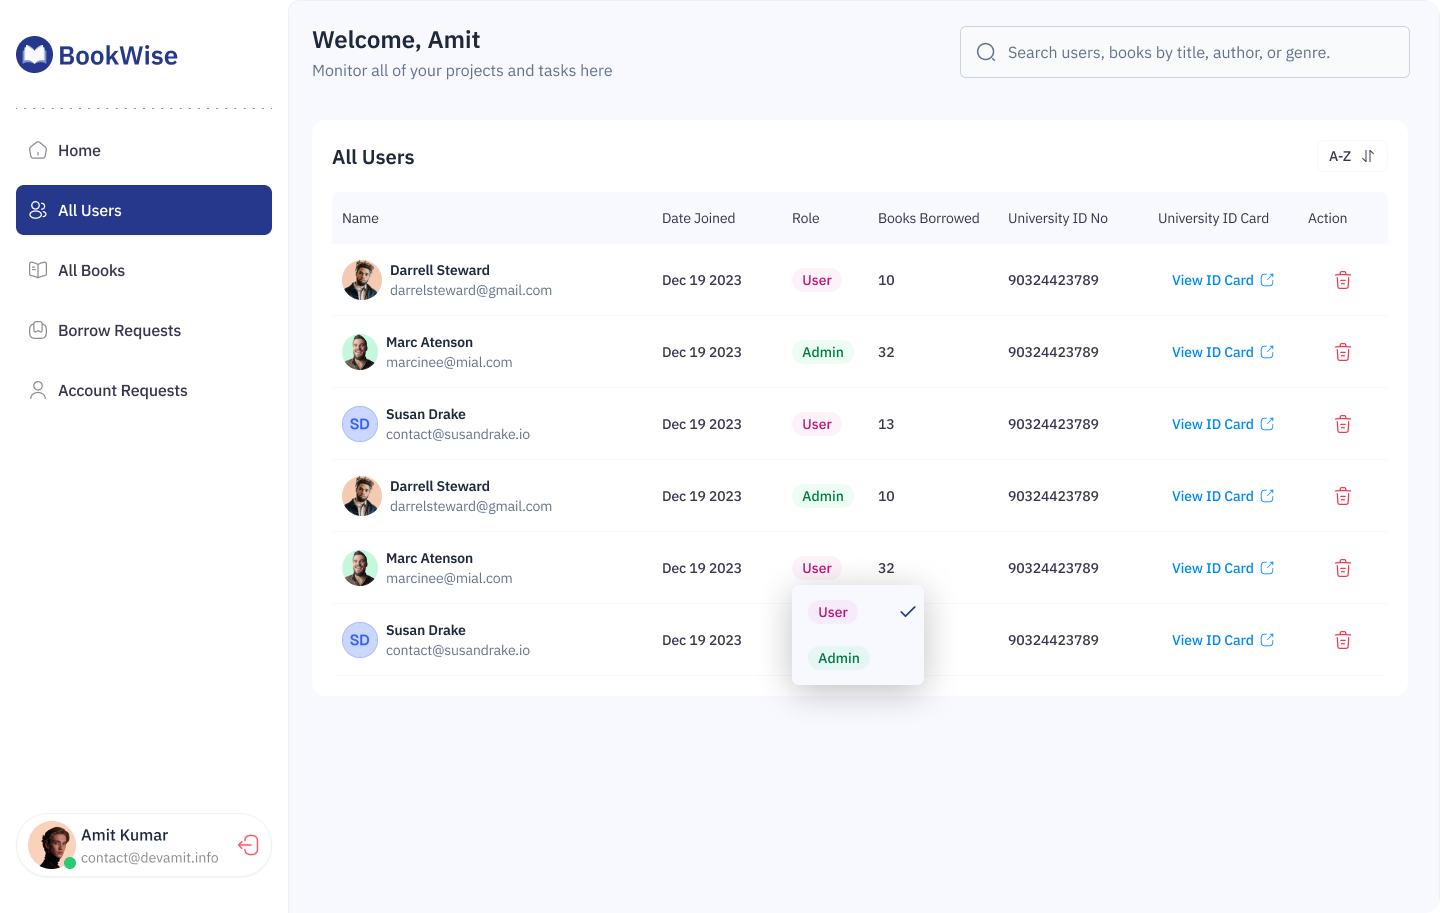 BookWise
Home
All Users
All Books
Borrow Requests
Account Requests
Amit Kumar
contact@devamit.info
Welcome, Amit
Monitor all of your projects and tasks here
Search users, books by title, author, or genre.
All Users
A-Z
Name Date Joined Role Books Borrowed University ID No University ID Card Action
Darrell Steward
darrelsteward@gmail.com
Dec 19 2023 User 10 90324423789 View ID Card
Marc Atenson
marcinee@mial.com
Dec 19 2023 Admin 32 90324423789 View ID Card
SD
Susan Drake
contact@susandrake.io
Dec 19 2023 User 13 90324423789 View ID Card
Darrell Steward
darrelsteward@gmail.com
Dec 19 2023 Admin 10 90324423789 View ID Card
Marc Atenson
marcinee@mial.com
Dec 19 2023 User 32 90324423789 View ID Card
SD
Susan Drake
contact@susandrake.io
Dec 19 2023 90324423789 View ID Card
User
Admin